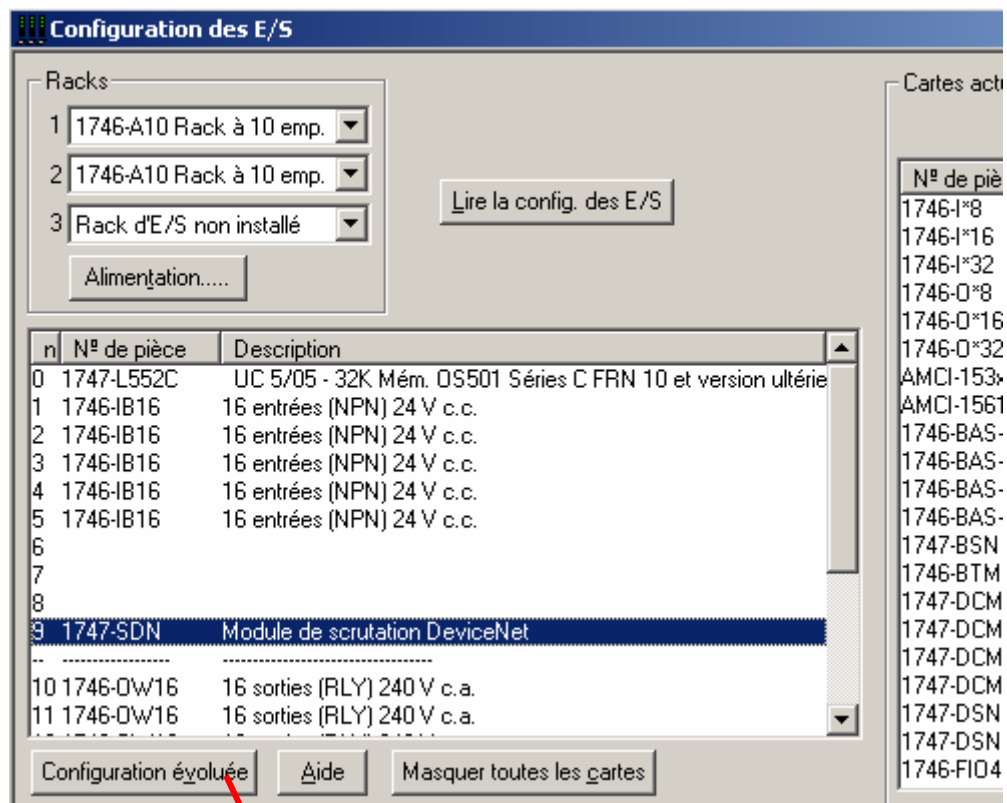 Configuration des E/S
Racks
1 1746-A10 Rack à 10 emp.
2 1746-A10 Rack à 10 emp.
3 Rack d'E/S non installé
Alimentation.....
Lire la config. des E/S
n Nº de pièce Description
0 1747-L552C UC 5/05 - 32K Mém. OS501 Séries C FRN 10 et version ultérie
1 1746-IB16 16 entrées (NPN) 24 V c.c.
2 1746-IB16 16 entrées (NPN) 24 V c.c.
3 1746-IB16 16 entrées (NPN) 24 V c.c.
4 1746-IB16 16 entrées (NPN) 24 V c.c.
5 1746-IB16 16 entrées (NPN) 24 V c.c.
6
7
8
9 1747-SDN Module de scrutation DeviceNet
-- ------------------ ----------------------------------
10 1746-OW16 16 sorties (RLY) 240 V c.a.
11 1746-OW16 16 sorties (RLY) 240 V c.a.
Configuration évoluée
Aide
Masquer toutes les cartes
Cartes act
Nº de piè
1746-I*8
1746-I*16
1746-I*32
1746-O*8
1746-O*16
1746-O*32
AMCI-153x
AMCI-1561
1746-BAS-
1746-BAS-
1746-BAS-
1746-BAS-
1747-BSN
1746-BTM
1747-DCM
1747-DCM
1747-DCM
1747-DCM
1747-DSN
1747-DSN
1746-FIO4